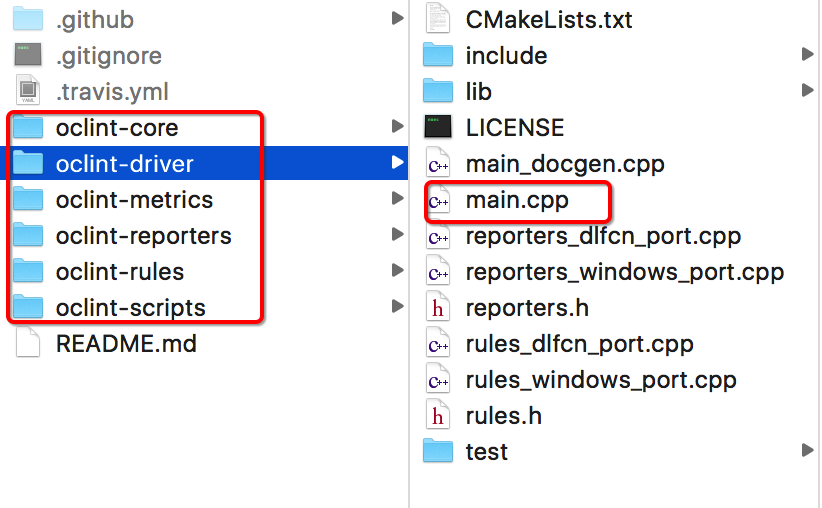 .github
.gitignore
.travis.yml
oclint-core
oclint-driver
oclint-metrics
oclint-reporters
oclint-rules
oclint-scripts
README.md
CMakeLists.txt
include
lib
LICENSE
main_docgen.cpp
main.cpp
reporters_dlfcn_port.cpp
reporters_windows_port.cpp
reporters.h
rules_dlfcn_port.cpp
rules_windows_port.cpp
rules.h
test